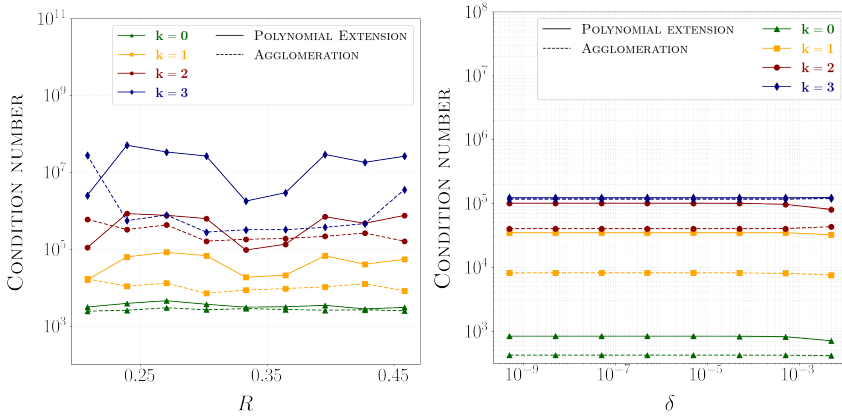 10^11
10^9
10^7
10^5
10^3
CONDITION NUMBER
k = 0
k = 1
k = 2
k = 3
POLYNOMIAL EXTENSION
AGGLOMERATION
0.25
0.35
0.45
R
10^8
10^7
10^6
10^5
10^4
10^3
CONDITION NUMBER
POLYNOMIAL EXTENSION
AGGLOMERATION
k = 0
k = 1
k = 2
k = 3
10^−9
10^−7
10^−5
10^−3
δ